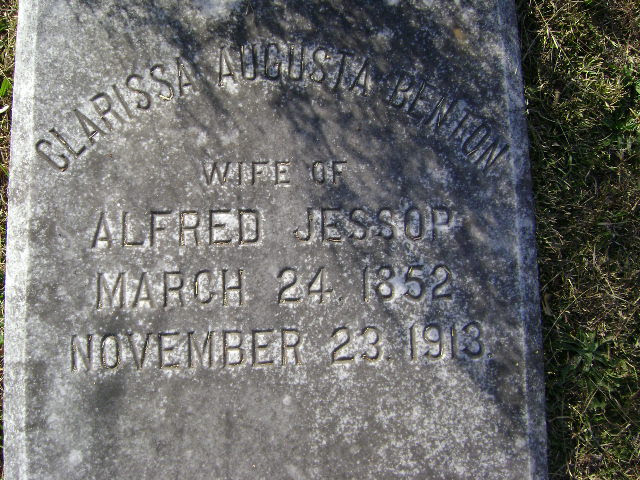 CLARISSA AUGUSTA BENTON
WIFE OF
ALFRED JESSOP
MARCH 24. 1852
NOVEMBER 23. 1913.